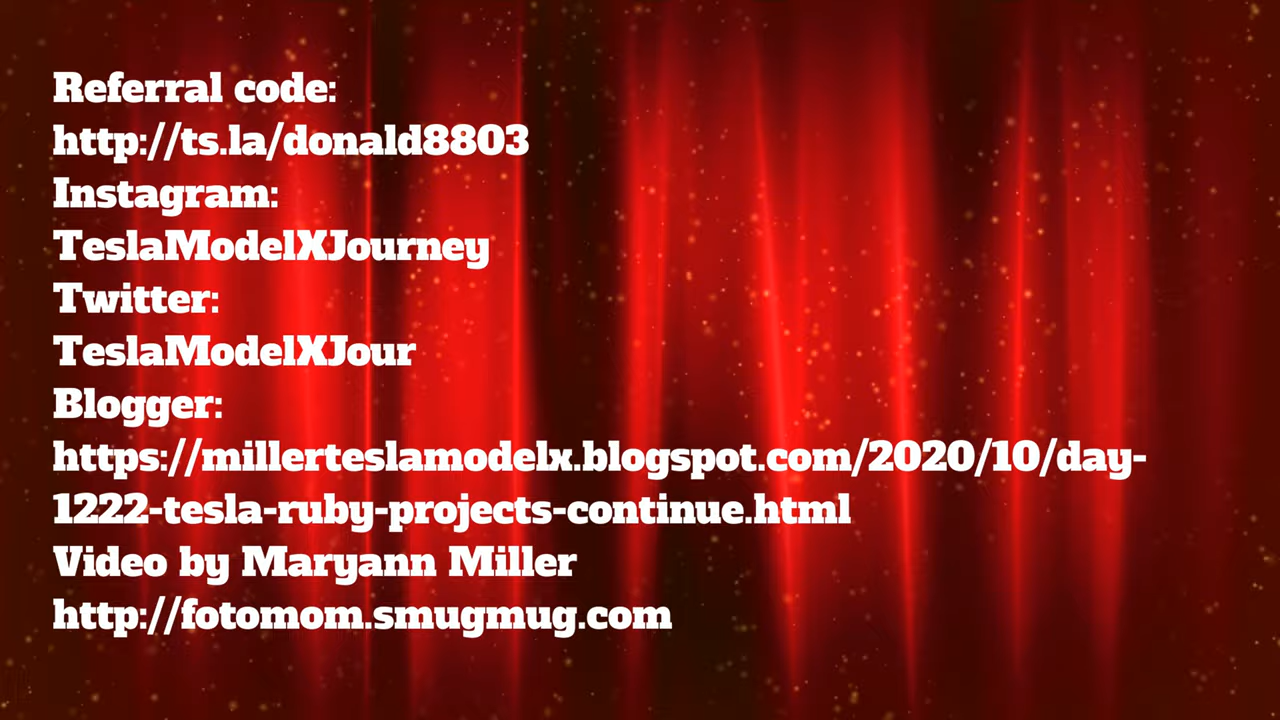 Referral code:
http://ts.la/donald8803
Instagram:
TeslaModelXJourney
Twitter:
TeslaModelXJour
Blogger:
https://millerteslamodelx.blogspot.com/2020/10/day-
1222-tesla-ruby-projects-continue.html
Video by Maryann Miller
http://fotomom.smugmug.com